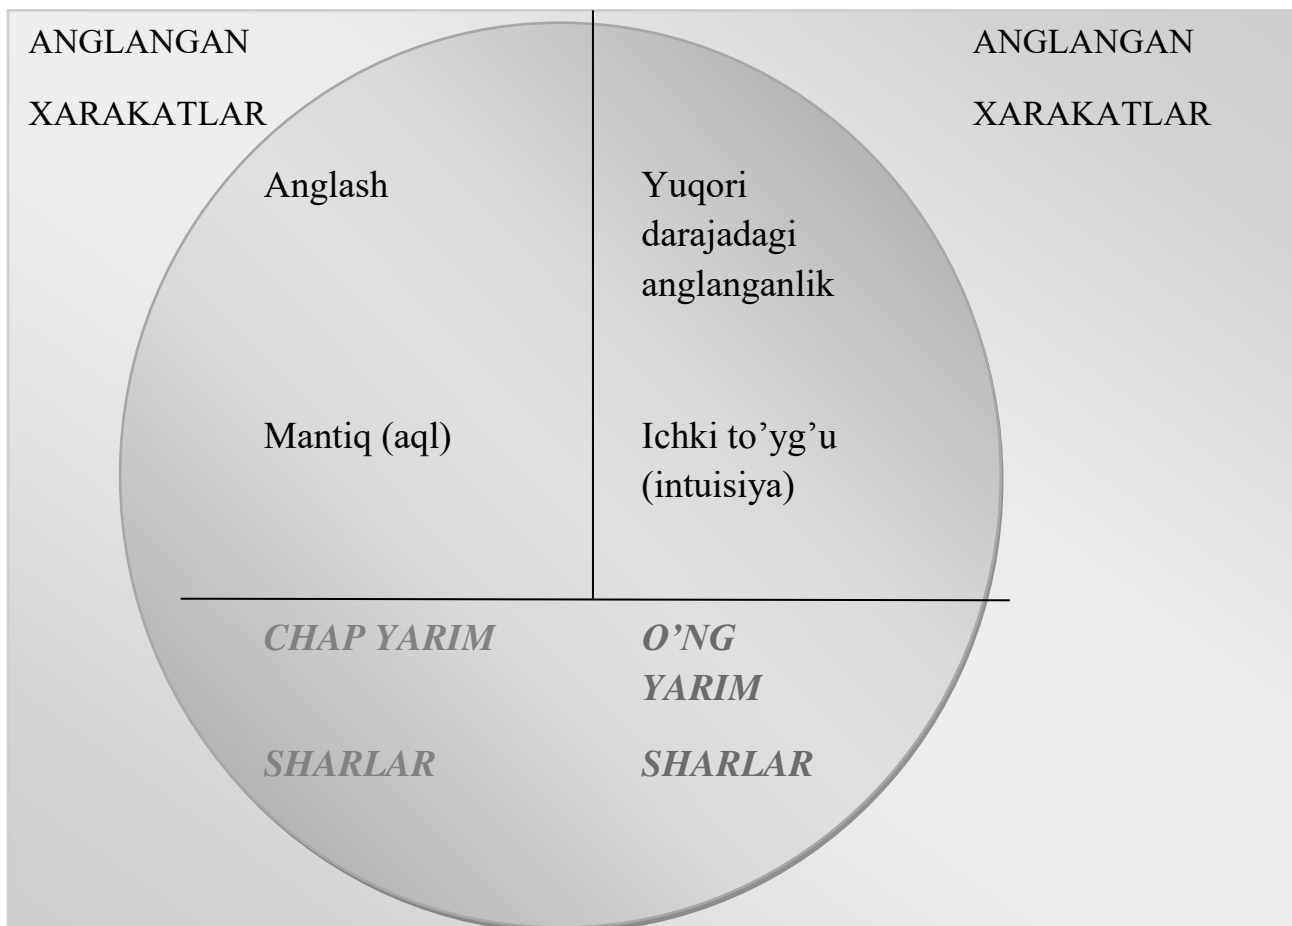 ANGLANGAN
XARAKATLAR
ANGLANGAN
XARAKATLAR
Anglash
Yuqori
darajadagi
anglanganlik
Mantiq (aql)
Ichki to’yg’u
(intuisiya)
CHAP YARIM
SHARLAR
O’NG
YARIM
SHARLAR